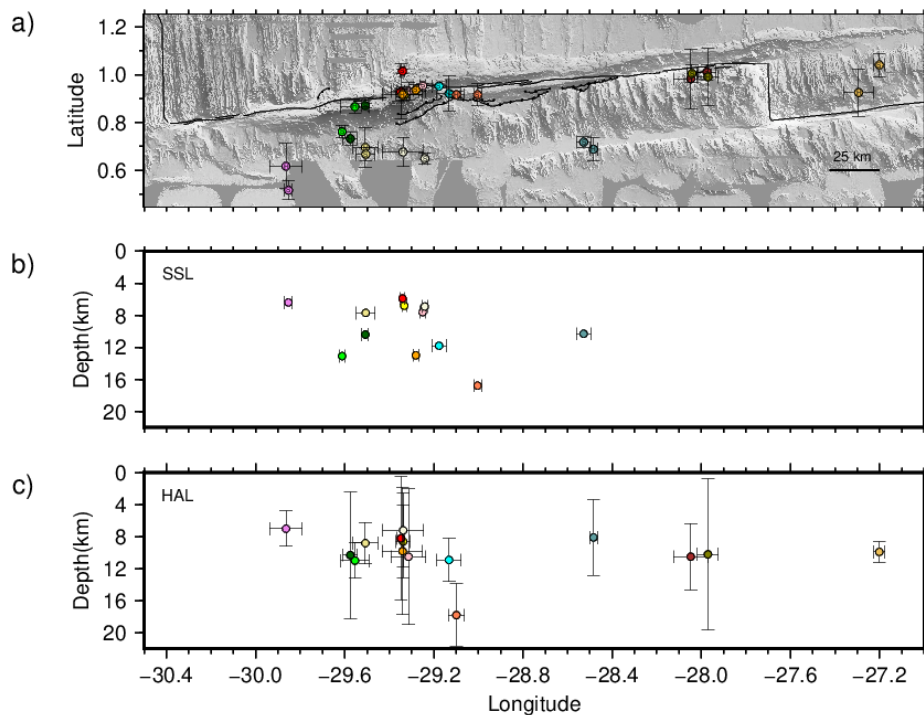 a)
Latitude
1.2
1.0
0.8
0.6
25 km
b)
Depth(km)
0
4
8
12
16
20
SSL
c)
Depth(km)
0
4
8
12
16
20
HAL
−30.4 −30.0 −29.6 −29.2 −28.8 −28.4 −28.0 −27.6 −27.2
Longitude